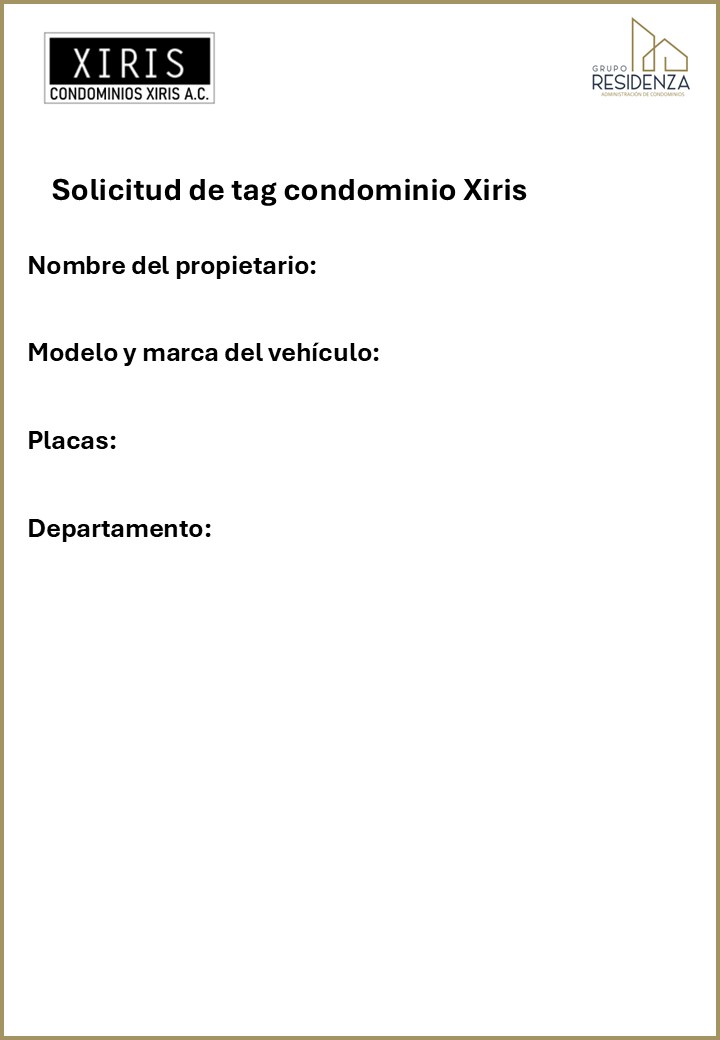 XIRIS
CONDOMINIOS XIRIS A.C.
GRUPO
RESIDENZA
ADMINISTRACIÓN DE CONDOMINIOS
Solicitud de tag condominio Xiris
Nombre del propietario:
Modelo y marca del vehículo:
Placas:
Departamento: